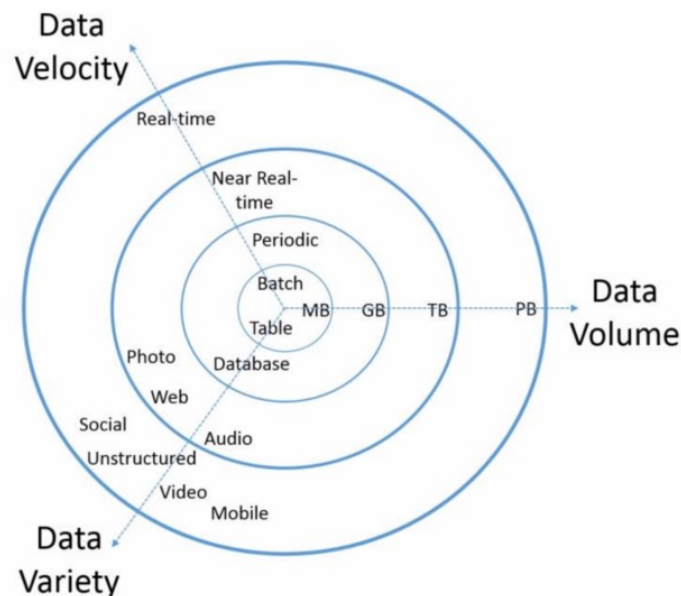 Data
Velocity
Real-time
Near Real-
time
Periodic
Batch
MB GB TB PB
Data
Volume
Table
Photo
Database
Web
Social
Audio
Unstructured
Video
Mobile
Data
Variety